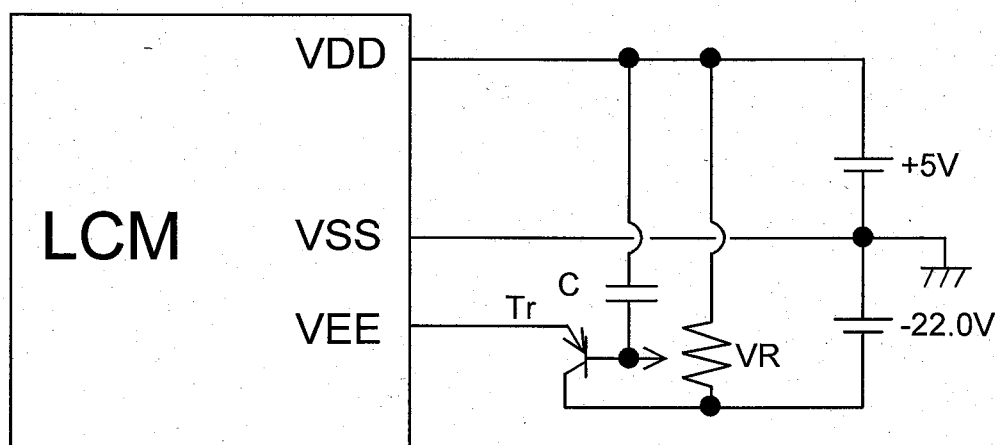 VDD
+5V
LCM
VSS
C
Tr
VEE
-22.0V
VR